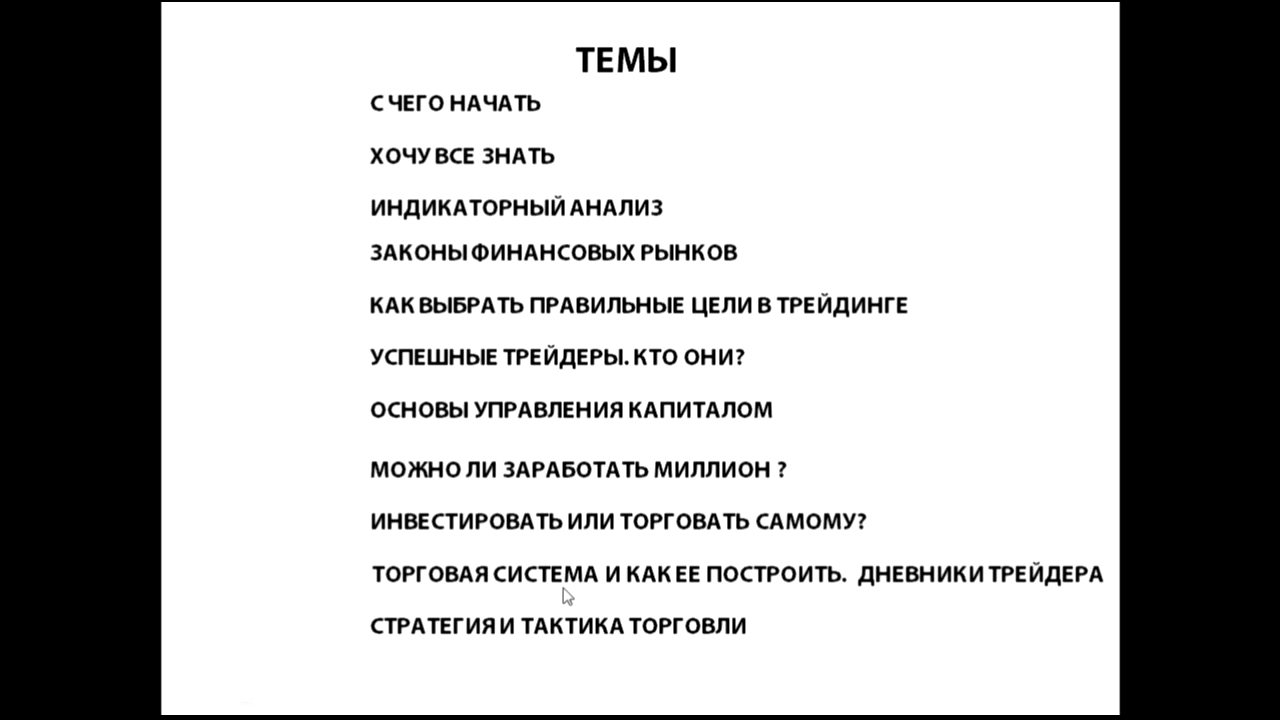 ТЕМЫ
С ЧЕГО НАЧАТЬ
ХОЧУ ВСЕ ЗНАТЬ
ИНДИКАТОРНЫЙ АНАЛИЗ
ЗАКОНЫ ФИНАНСОВЫХ РЫНКОВ
КАК ВЫБРАТЬ ПРАВИЛЬНЫЕ ЦЕЛИ В ТРЕЙДИНГЕ
УСПЕШНЫЕ ТРЕЙДЕРЫ. КТО ОНИ?
ОСНОВЫ УПРАВЛЕНИЯ КАПИТАЛОМ
МОЖНО ЛИ ЗАРАБОТАТЬ МИЛЛИОН ?
ИНВЕСТИРОВАТЬ ИЛИ ТОРГОВАТЬ САМОМУ?
ТОРГОВАЯ СИСТЕМА И КАК ЕЕ ПОСТРОИТЬ. ДНЕВНИКИ ТРЕЙДЕРА
СТРАТЕГИЯ И ТАКТИКА ТОРГОВЛИ